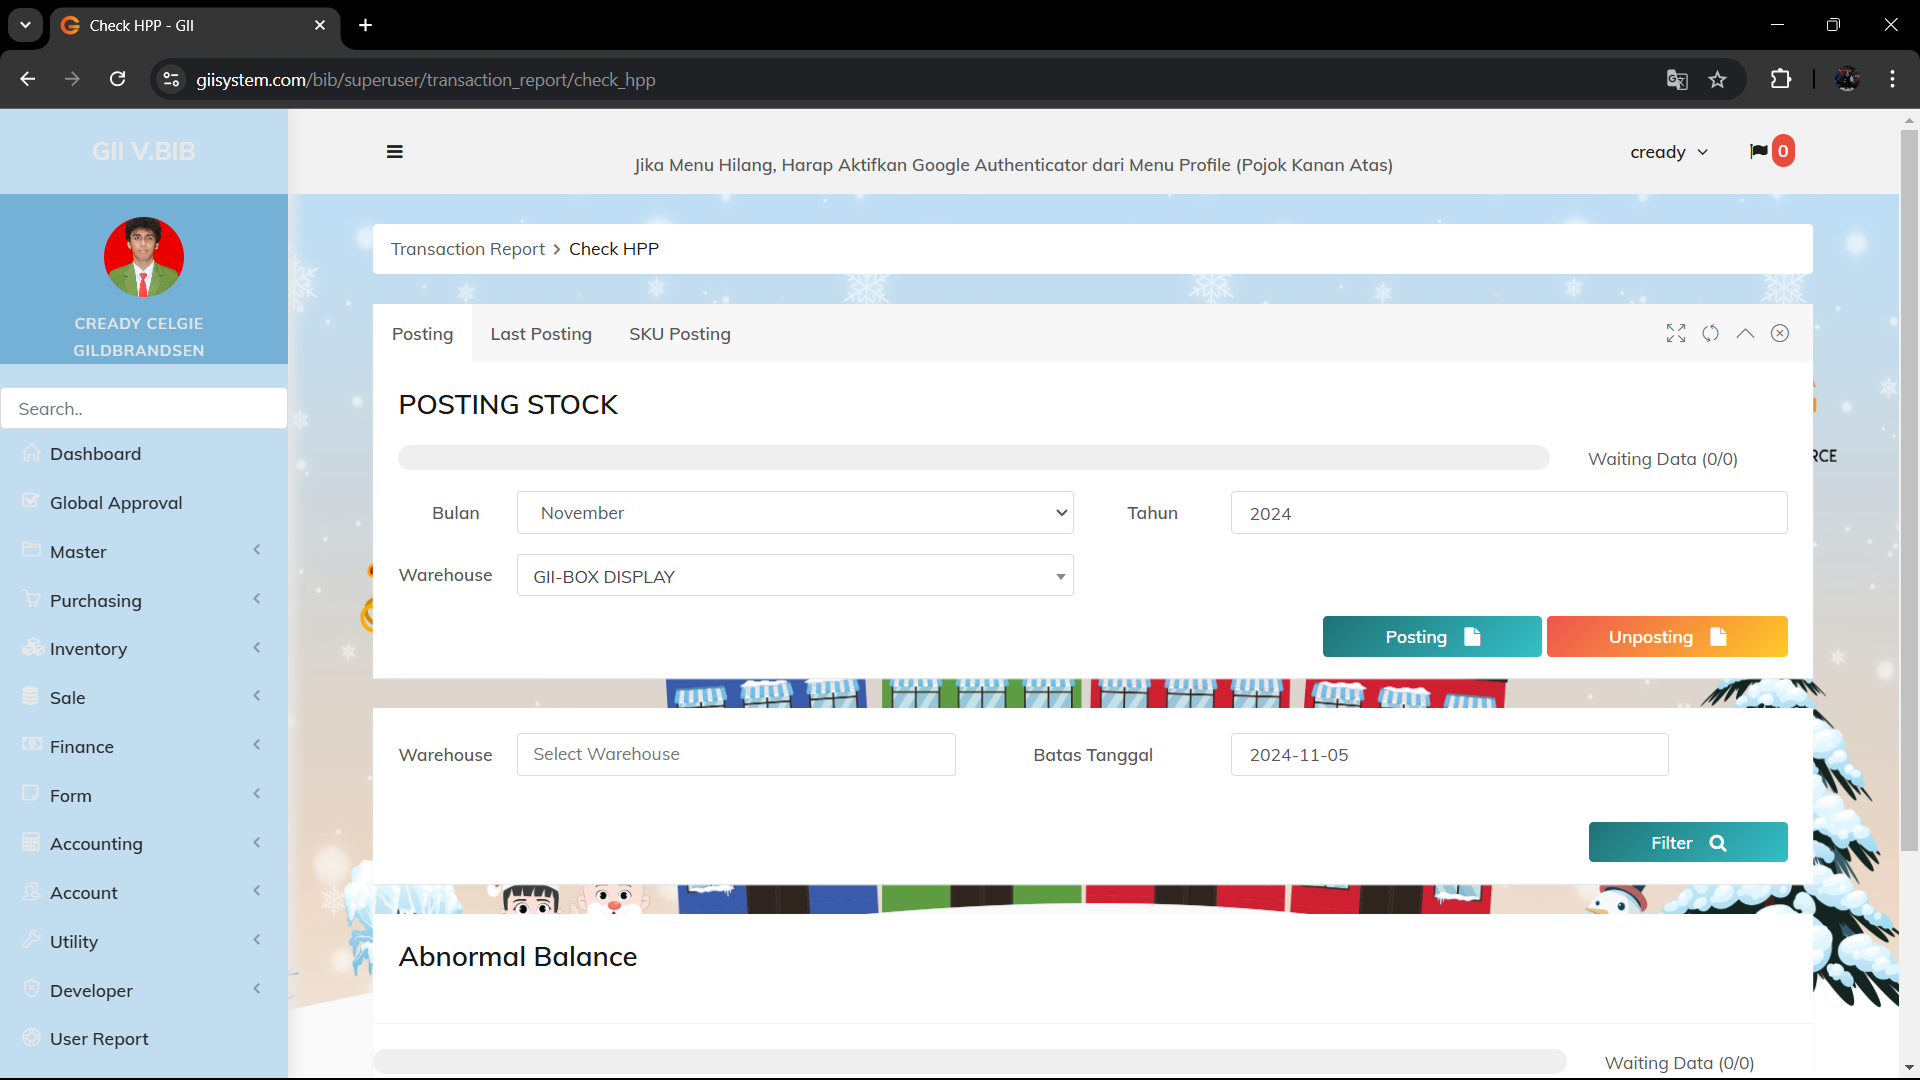 Check HPP - GII
giisystem.com/bib/superuser/transaction_report/check_hpp
GII V.BIB
Jika Menu Hilang, Harap Aktifkan Google Authenticator dari Menu Profile (Pojok Kanan Atas)
cready
0
CREADY CELGIE
GILDBRANDSEN
Search..
Dashboard
Global Approval
Master
Purchasing
Inventory
Sale
Finance
Form
Accounting
Account
Utility
Developer
User Report
Transaction Report > Check HPP
Posting
Last Posting
SKU Posting
POSTING STOCK
Waiting Data (0/0)
Bulan
November
Tahun
2024
Warehouse
GII-BOX DISPLAY
Posting
Unposting
RCE
Warehouse
Select Warehouse
Batas Tanggal
2024-11-05
Filter
Abnormal Balance
Waiting Data (0/0)